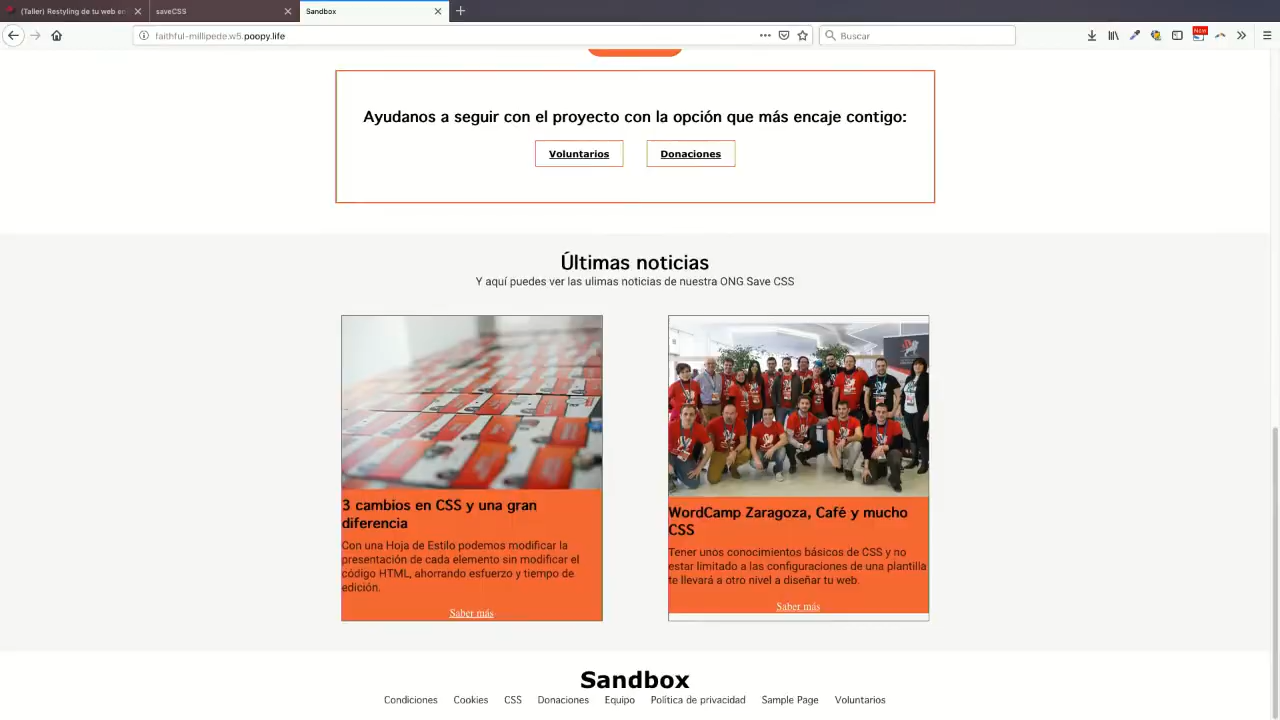 (Taller) Restyling de tu web en
saveCSS
Sandbox
faithful-millipede.w5.poopy.life
Buscar
New
Ayudanos a seguir con el proyecto con la opción que más encaje contigo:
Voluntarios
Donaciones
Últimas noticias
Y aquí puedes ver las ulimas noticias de nuestra ONG Save CSS
3 cambios en CSS y una gran
diferencia
Con una Hoja de Estilo podemos modificar la
presentación de cada elemento sin modificar el
código HTML, ahorrando esfuerzo y tiempo de
edición.
Saber más
WordCamp Zaragoza, Café y mucho
CSS
Tener unos conocimientos básicos de CSS y no
estar limitado a las configuraciones de una plantilla
te llevará a otro nivel a diseñar tu web.
Saber más
Sandbox
Condiciones Cookies CSS Donaciones Equipo Política de privacidad Sample Page Voluntarios